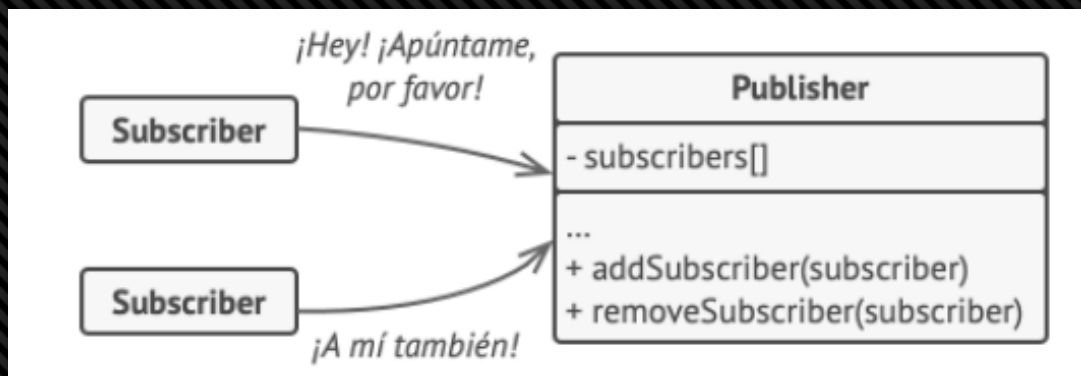 ¡Hey! ¡Apúntame,
por favor!
Subscriber
Subscriber
¡A mí también!
Publisher
- subscribers[]
...
+ addSubscriber(subscriber)
+ removeSubscriber(subscriber)